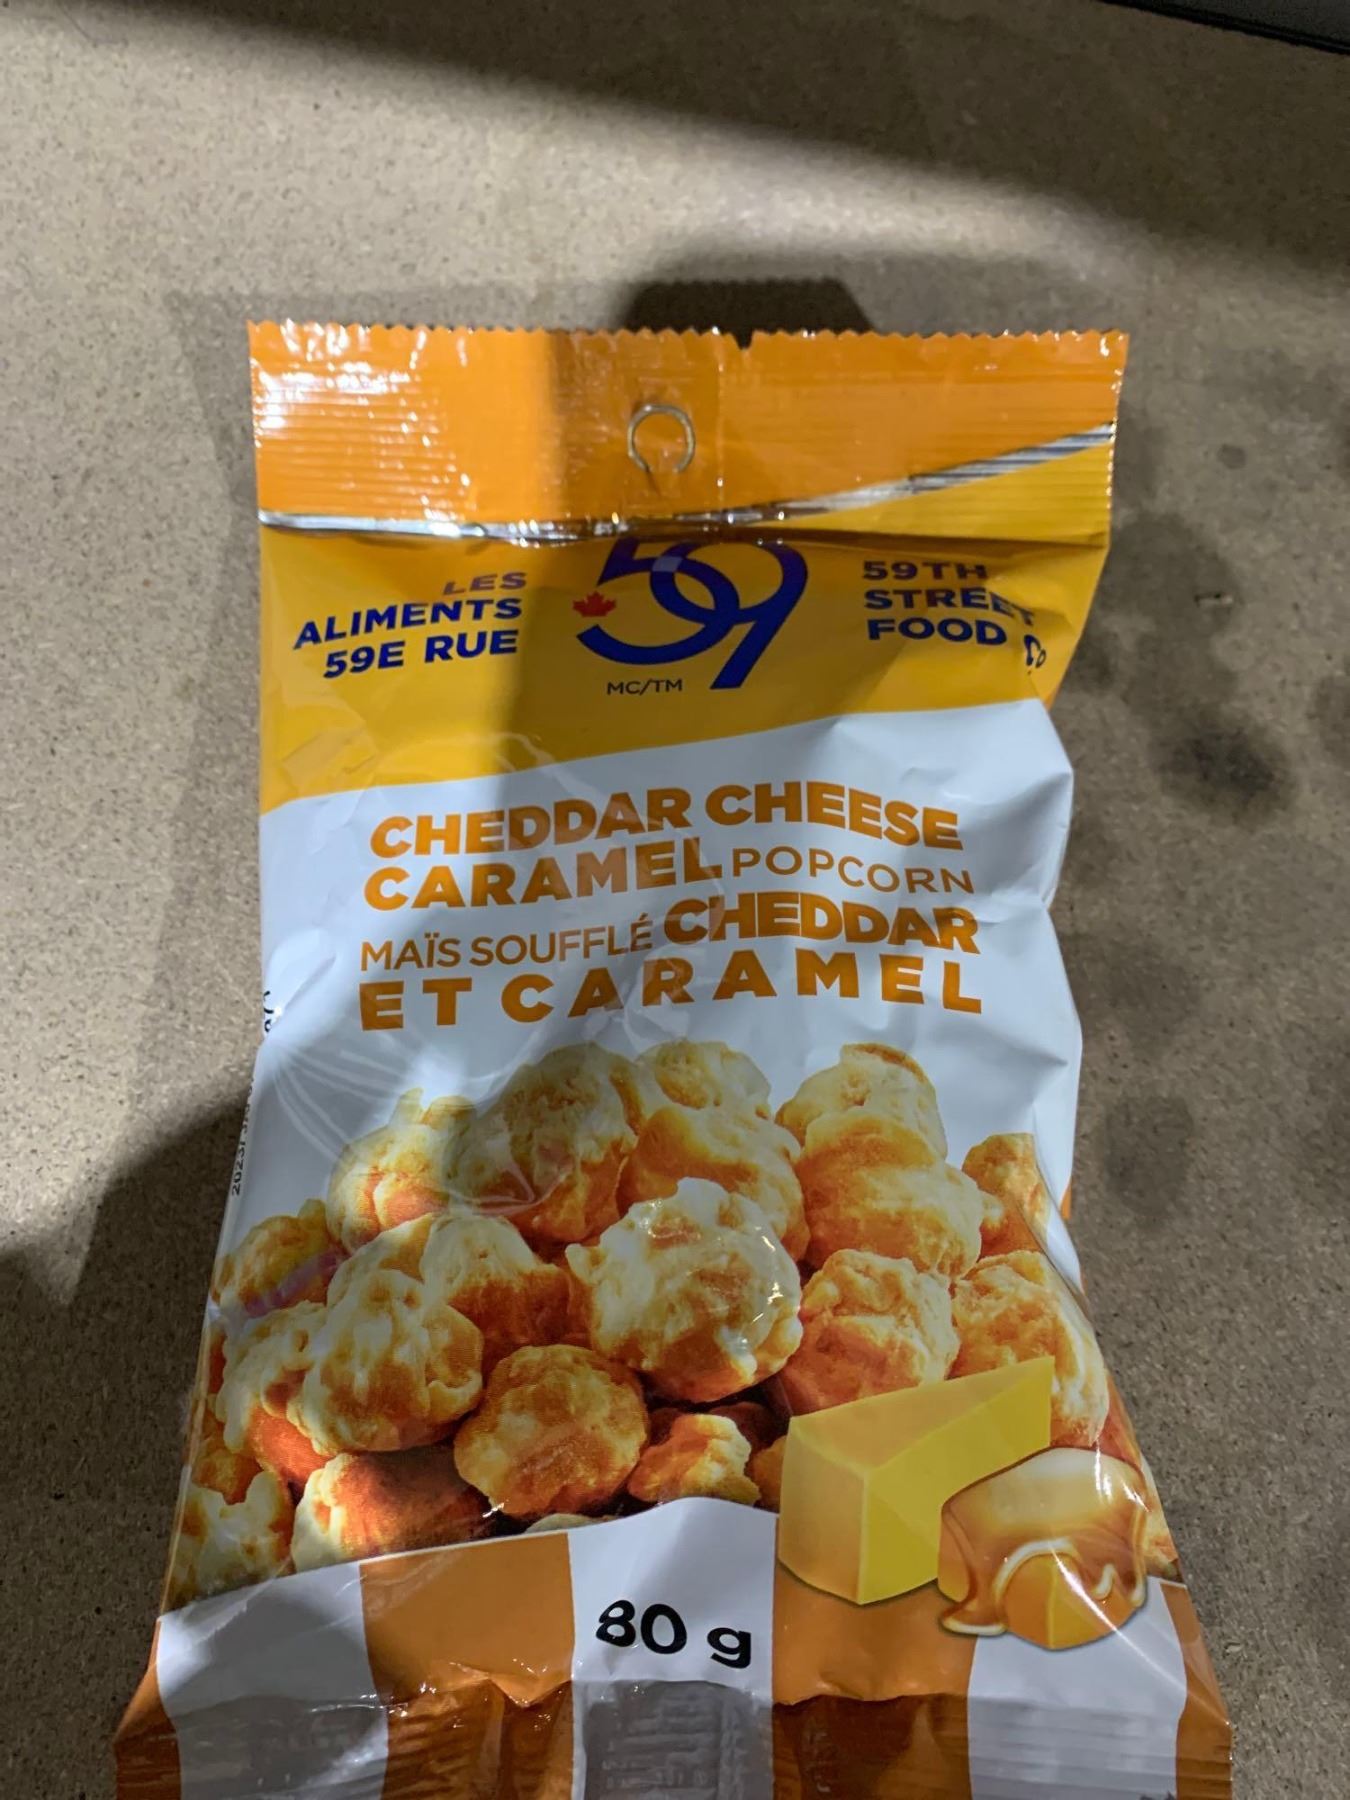 LES
ALIMENTS
59E RUE
59
MC/TM
59TH
STREET
FOOD Co
CHEDDAR CHEESE
CARAMEL POPCORN
MAÏS SOUFFLÉ CHEDDAR
ET CARAMEL
80 g